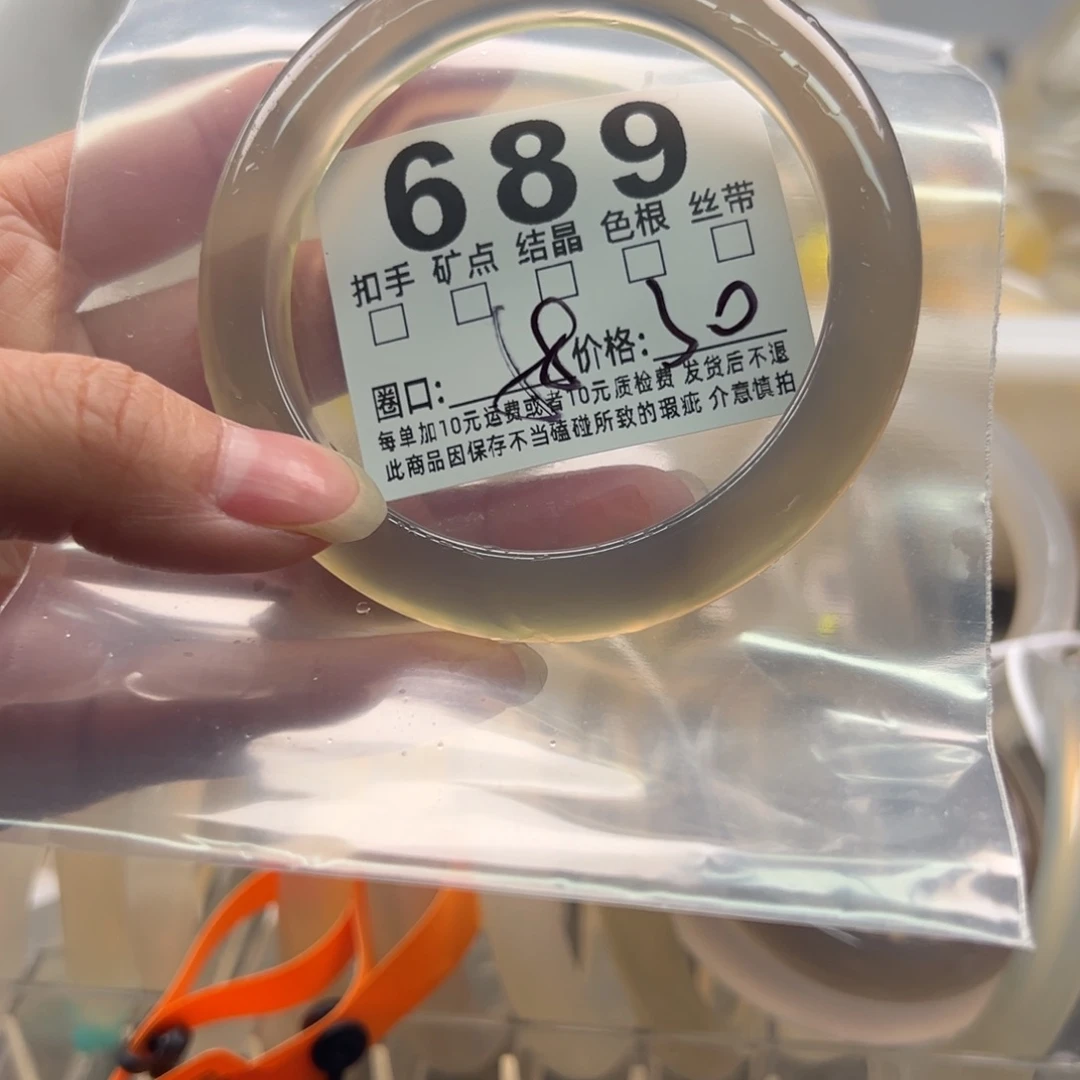 689
扣手 矿点 结晶 色根 丝带
圈口: 价格: 50
每单加10元运费或者10元质检费 发货后不退
此商品因保存不当磕碰所致的瑕疵 介意慎拍